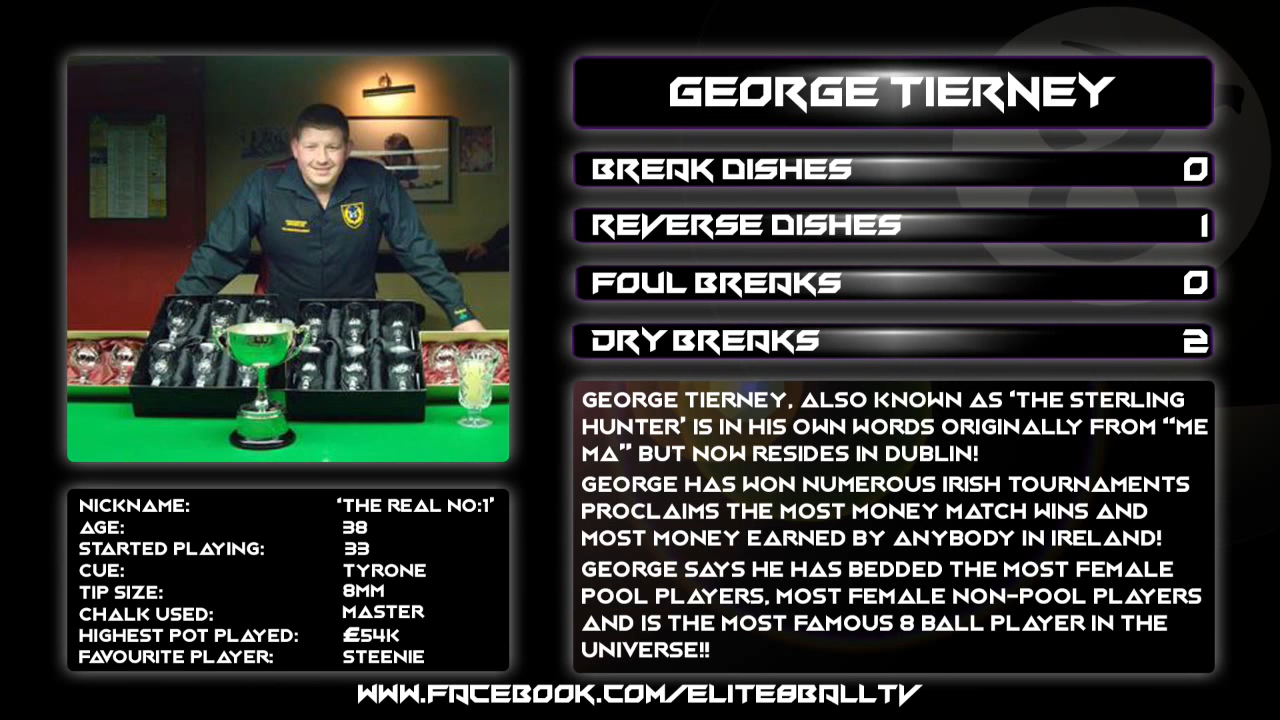 GEORGE TIERNEY
BREAK DISHES 0
REVERSE DISHES 1
FOUL BREAKS 0
DRY BREAKS 2
GEORGE TIERNEY, ALSO KNOWN AS ‘THE STERLING
HUNTER’ IS IN HIS OWN WORDS ORIGINALLY FROM “ME
MA” BUT NOW RESIDES IN DUBLIN!
GEORGE HAS WON NUMEROUS IRISH TOURNAMENTS
PROCLAIMS THE MOST MONEY MATCH WINS AND
MOST MONEY EARNED BY ANYBODY IN IRELAND!
GEORGE SAYS HE HAS BEDDED THE MOST FEMALE
POOL PLAYERS, MOST FEMALE NON-POOL PLAYERS
AND IS THE MOST FAMOUS 8 BALL PLAYER IN THE
UNIVERSE!!
NICKNAME: ‘THE REAL NO:1’
AGE: 38
STARTED PLAYING: 33
CUE: TYRONE
TIP SIZE: 8MM
CHALK USED: MASTER
HIGHEST POT PLAYED: £54K
FAVOURITE PLAYER: STEENIE
WWW.FACEBOOK.COM/ELITE8BALLTV